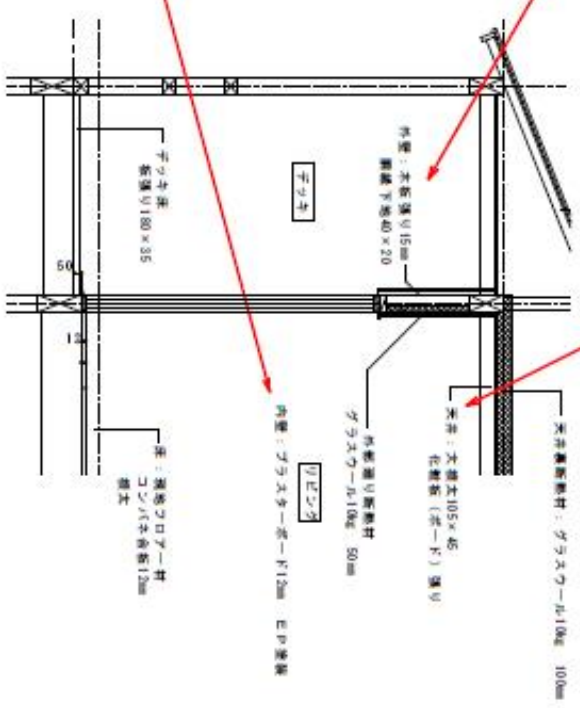 天井裏断熱材：グラスウール10kg 100mm
天井：大根太105×45
化粧板（ボード）張り
外壁：木板張り15mm
胴縁下地40×20
外壁廻り断熱材
グラスウール10kg 50mm
デッキ
リビング
内壁：プラスターボード12mm EP塗装
デッキ床
板張り180×35
50
12
床：フロアー材
コンパネ合板12mm
根太